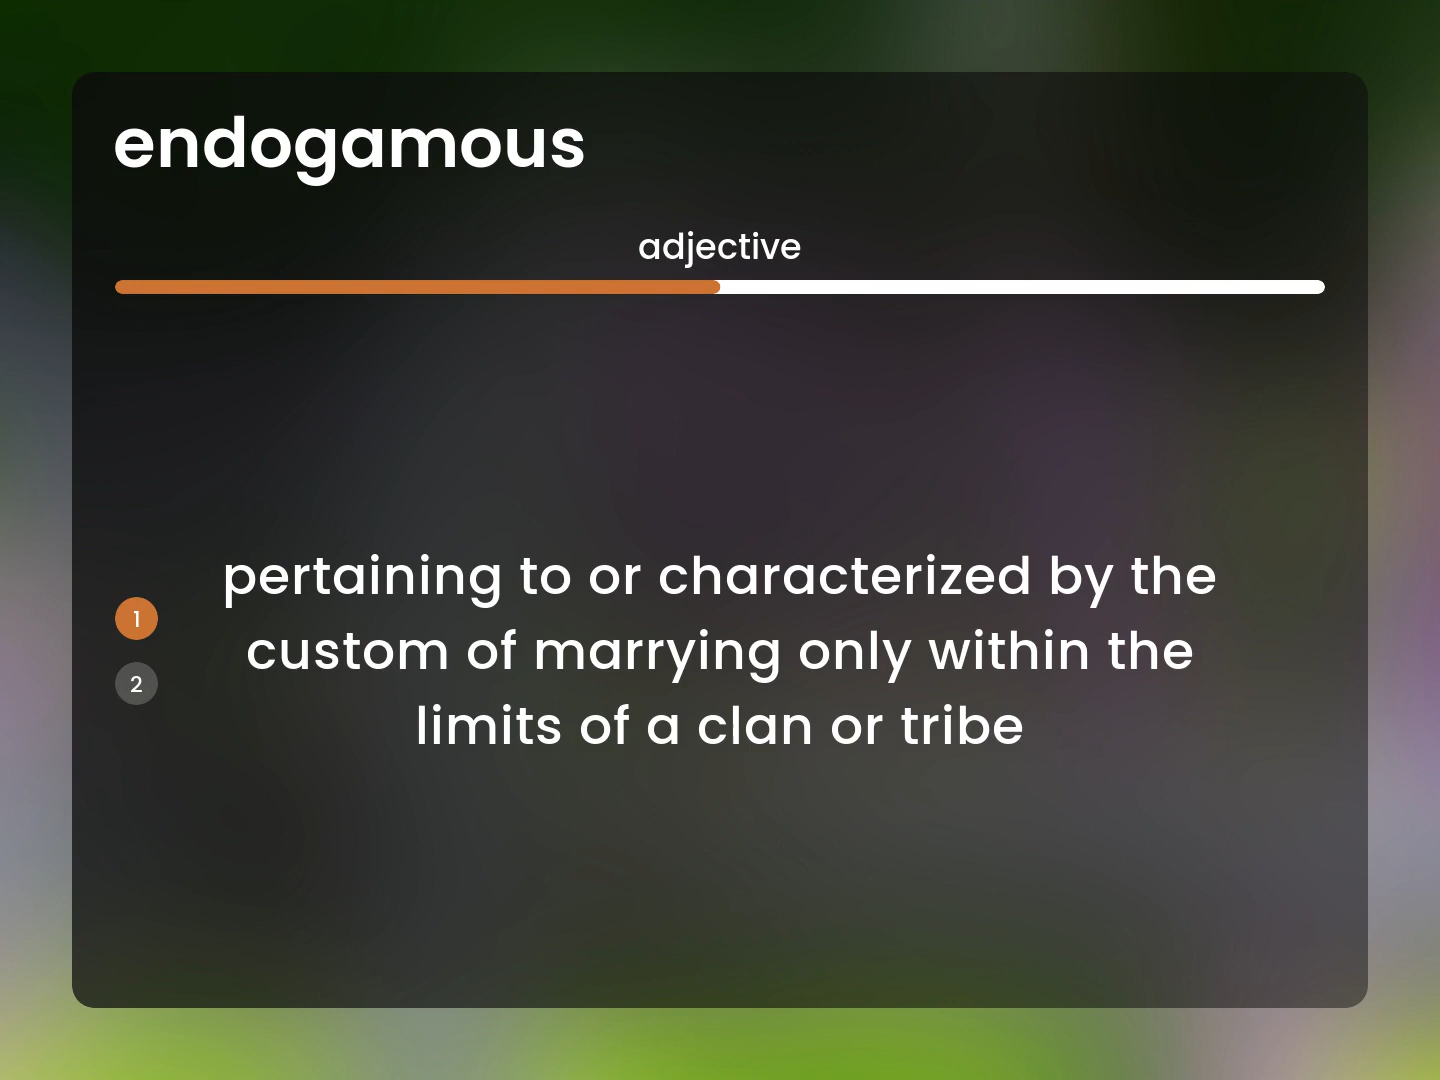 endogamous
adjective
pertaining to or characterized by the
1
custom of marrying only within the
2
limits of a clan or tribe